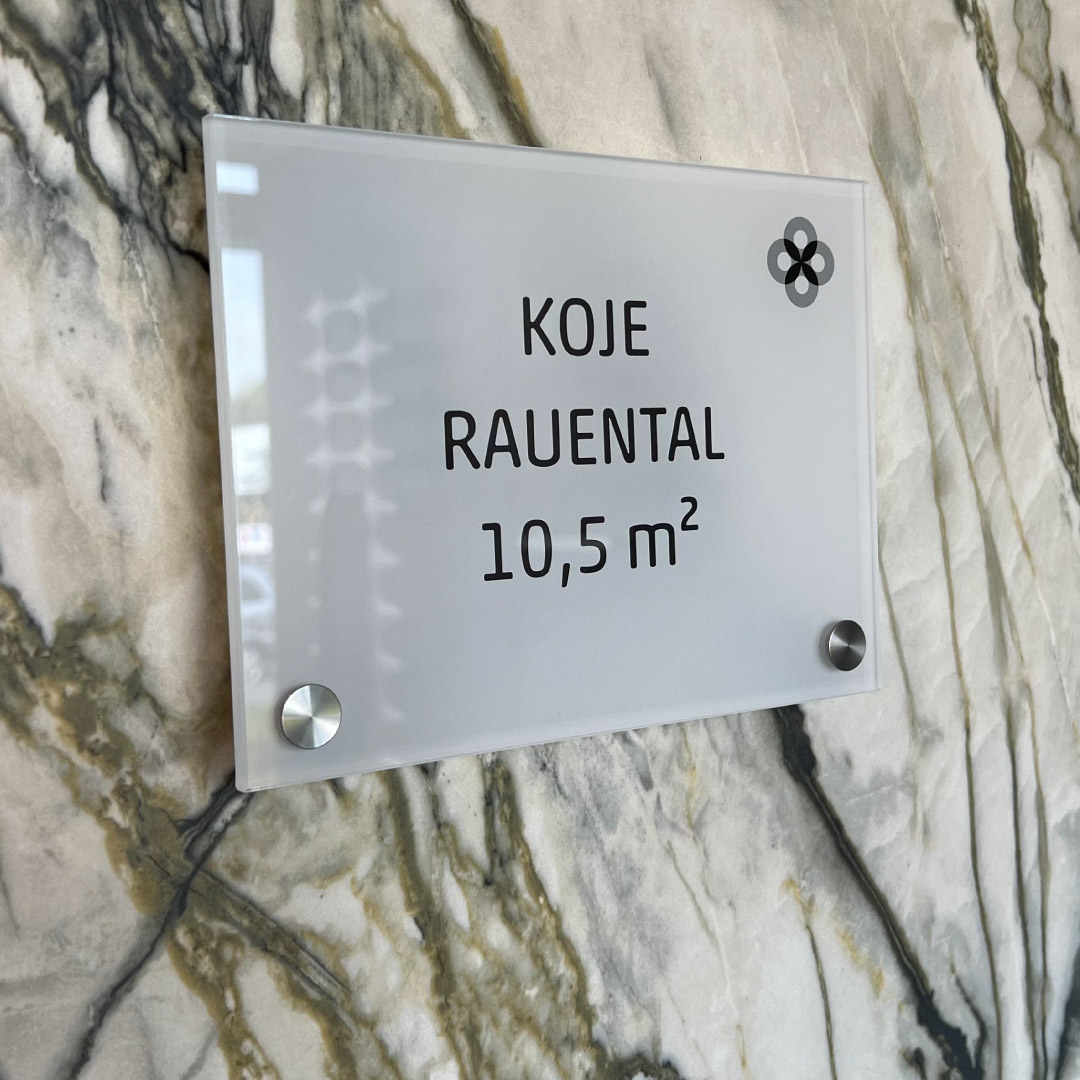 KOJE
RAUENTAL
10,5 m²